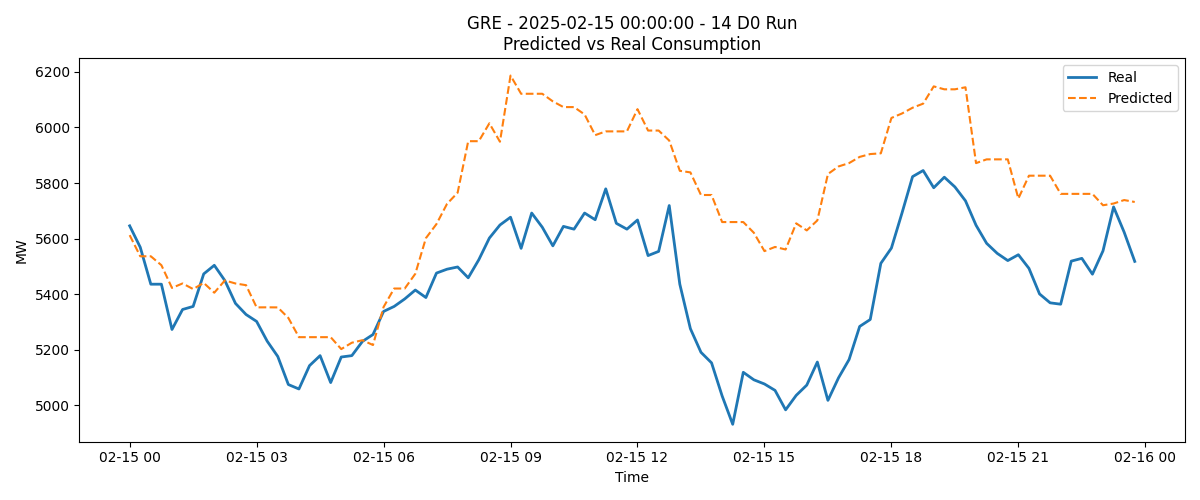 GRE - 2025-02-15 00:00:00 - 14 D0 Run
Predicted vs Real Consumption
Real
Predicted
6200
6000
5800
5600
5400
5200
5000
MW
02-15 00
02-15 03
02-15 06
02-15 09
02-15 12
02-15 15
02-15 18
02-15 21
02-16 00
Time